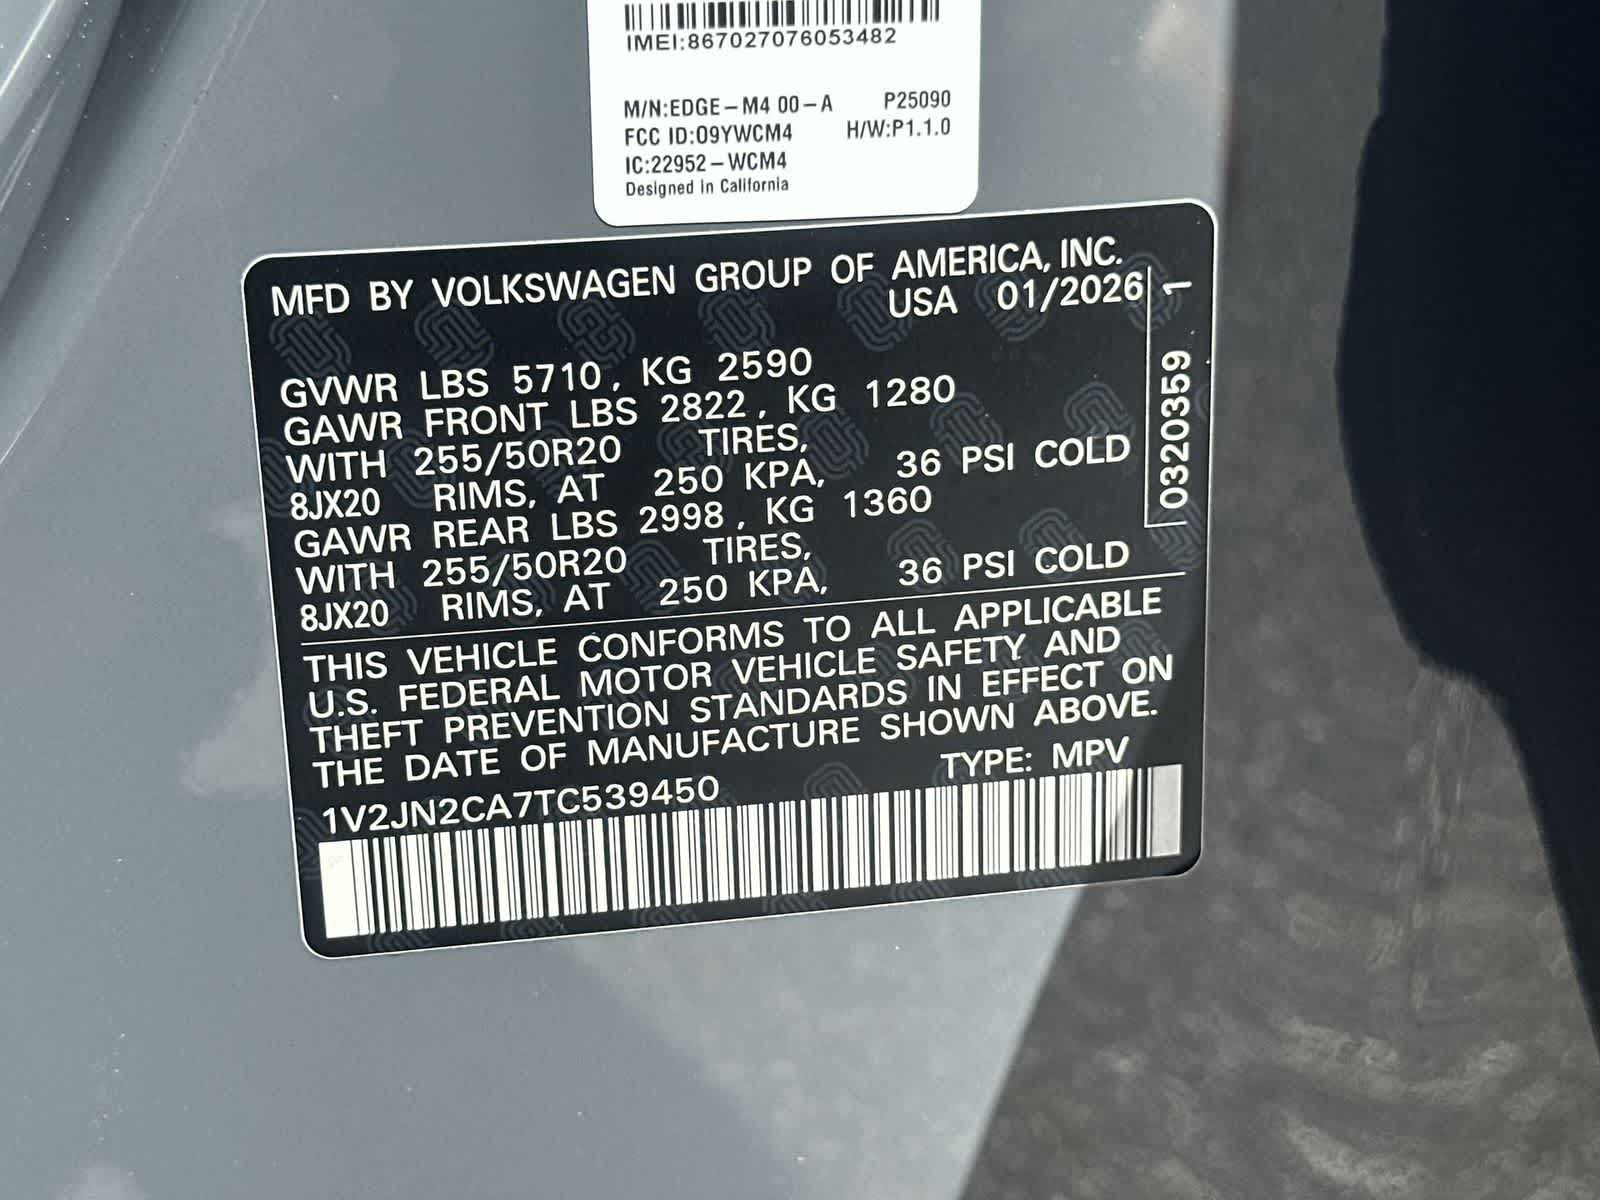 IMEI:867027076053482
M/N:EDGE-M4 00-A P25090
FCC ID:O9YWCM4 H/W:P1.1.0
IC:22952-WCM4
Designed in California
MFD BY VOLKSWAGEN GROUP OF AMERICA, INC.
USA 01/2026
GVWR LBS 5710, KG 2590
GAWR FRONT LBS 2822, KG 1280
WITH 255/50R20 TIRES,
8JX20 RIMS, AT 250 KPA, 36 PSI COLD
GAWR REAR LBS 2998, KG 1360
WITH 255/50R20 TIRES,
8JX20 RIMS, AT 250 KPA, 36 PSI COLD
THIS VEHICLE CONFORMS TO ALL APPLICABLE
U.S. FEDERAL MOTOR VEHICLE SAFETY AND
THEFT PREVENTION STANDARDS IN EFFECT ON
THE DATE OF MANUFACTURE SHOWN ABOVE.
1V2JN2CA7TC539450 TYPE: MPV
0320359 1